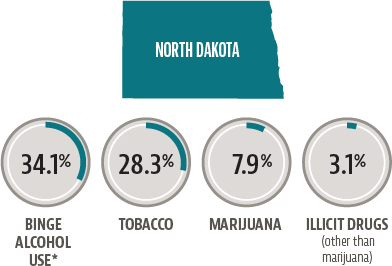 NORTH DAKOTA
34.1%
28.3%
7.9%
3.1%
BINGE
ALCOHOL
USE*
TOBACCO
MARIJUANA
ILLICIT DRUGS
(other than
marijuana)